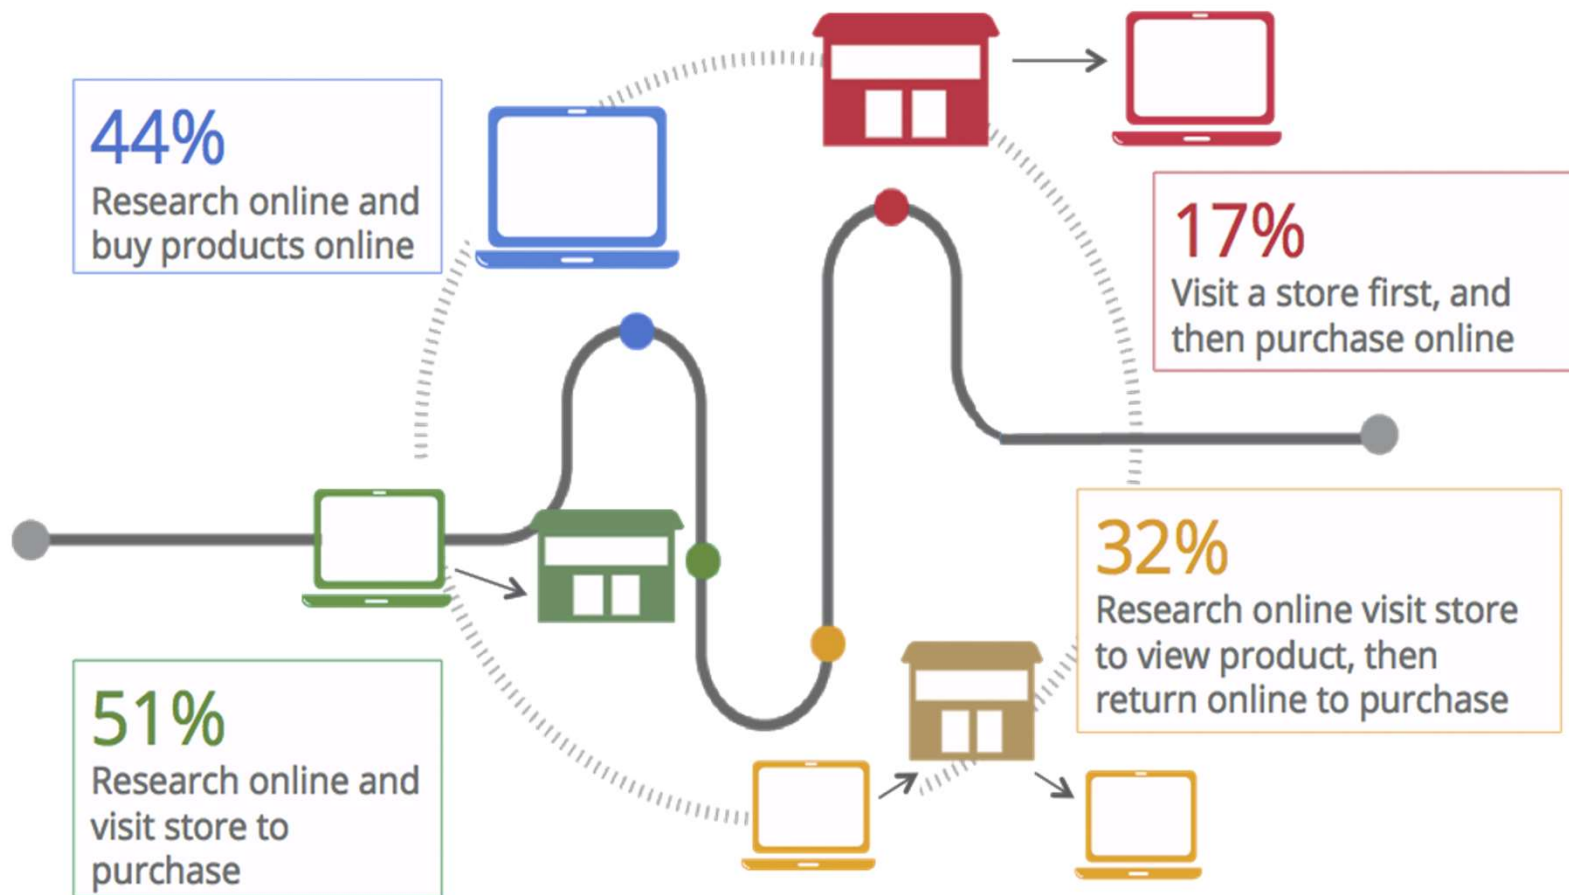 44%
Research online and
buy products online
17%
Visit a store first, and
then purchase online
51%
Research online and
visit store to
purchase
32%
Research online visit store
to view product, then
return online to purchase